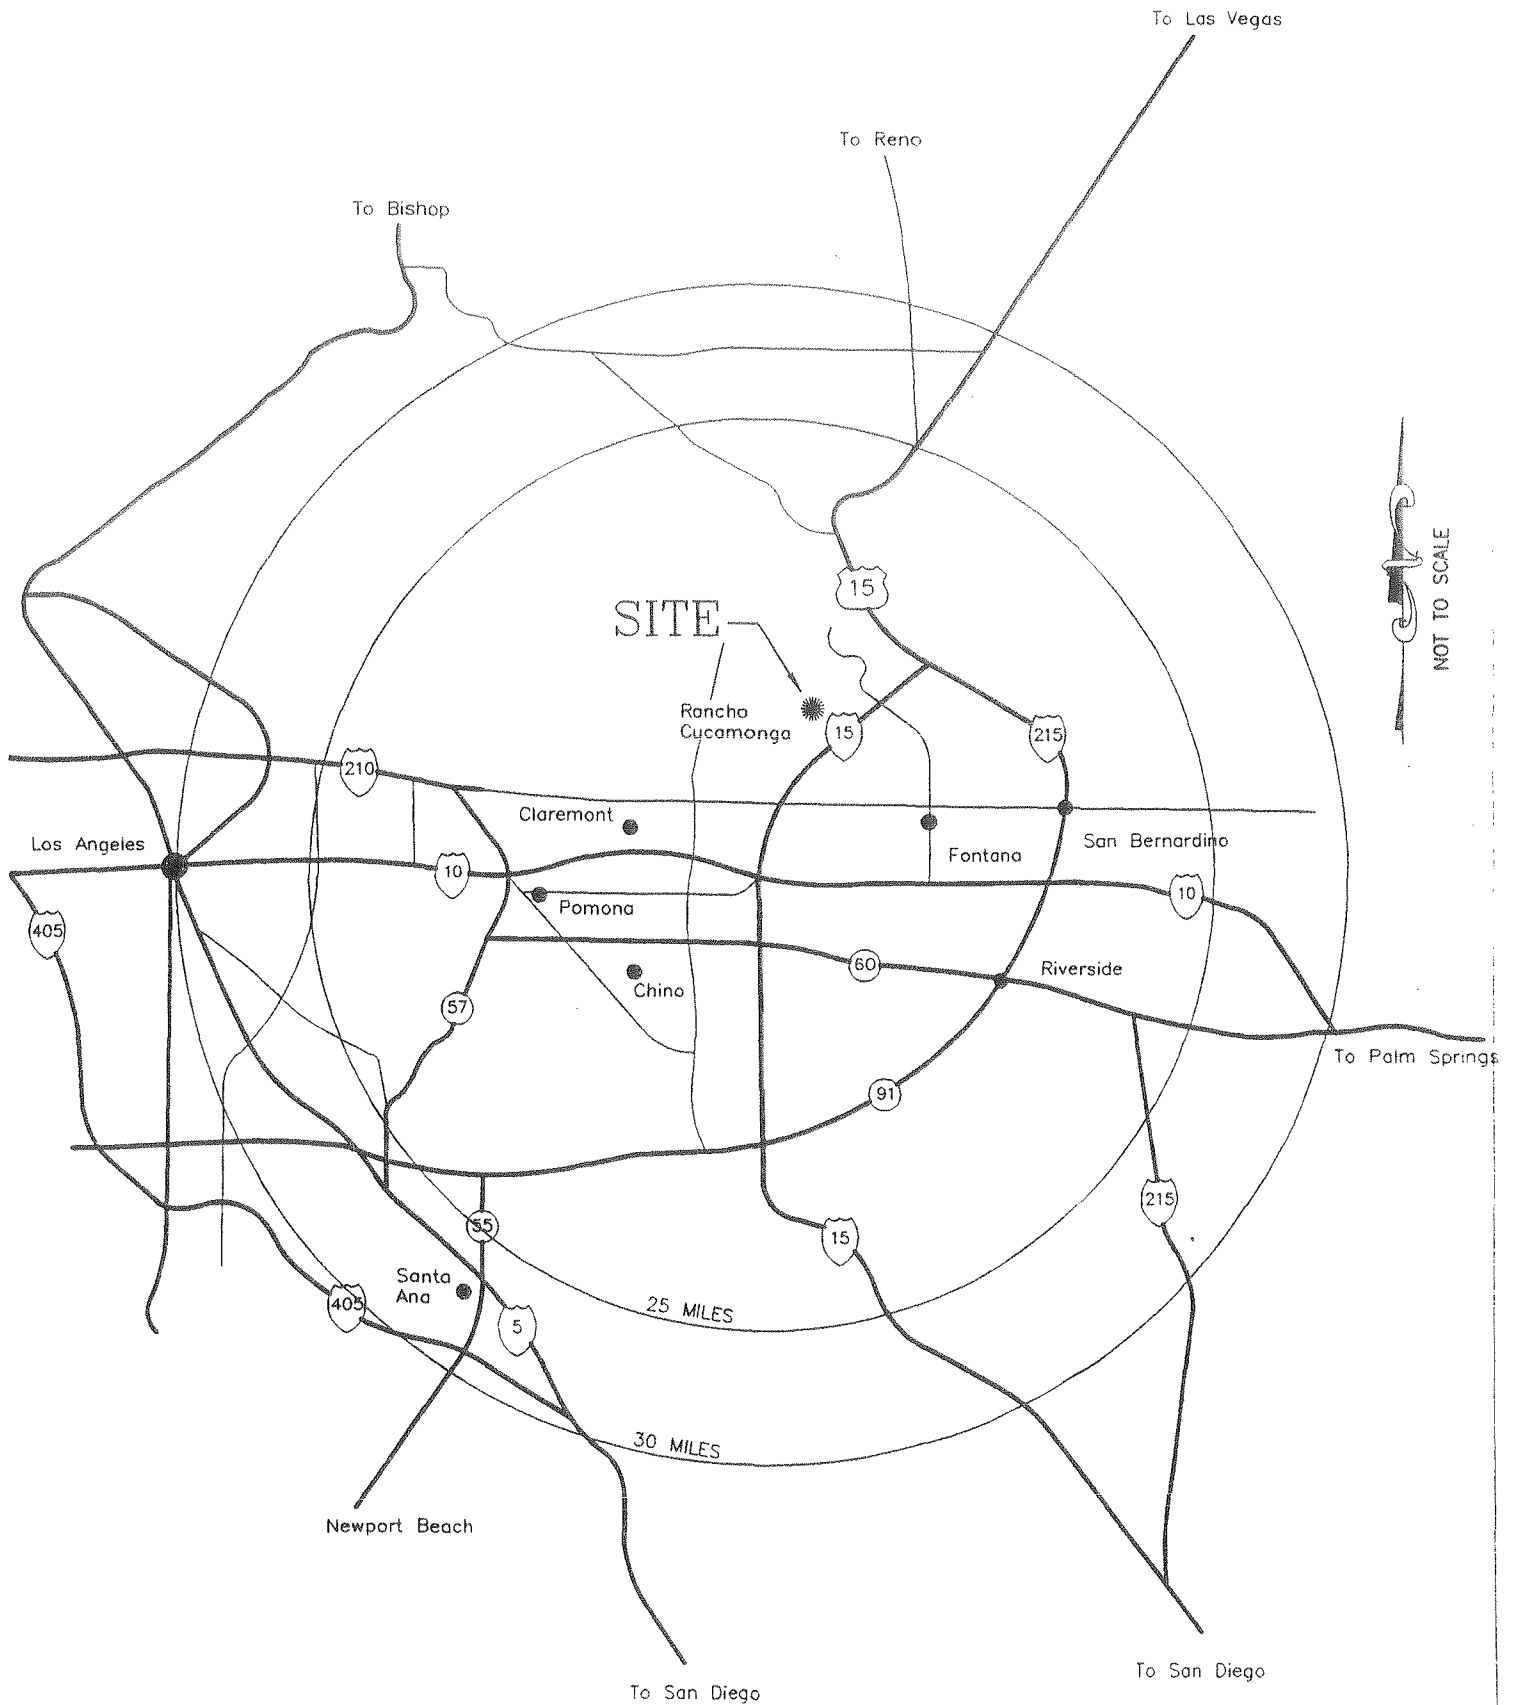 To Las Vegas
To Reno
To Bishop
15
NOT TO SCALE
SITE
Rancho
Cucamonga
15
215
210
Claremont
Los Angeles
San Bernardino
Fontana
10
10
Pomona
405
60
Riverside
Chino
57
To Palm Springs
91
215
55
15
Santa
Ana
405
5
25 MILES
30 MILES
Newport Beach
To San Diego
To San Diego